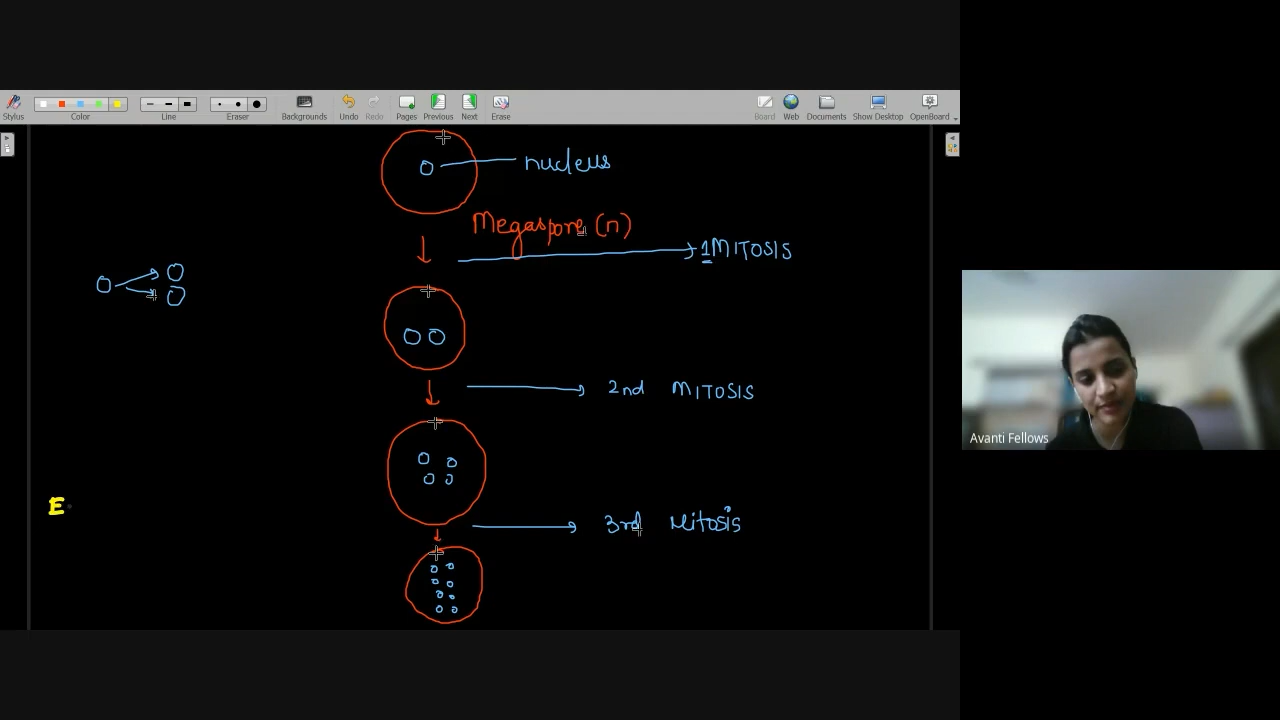 Stylus Color Line Eraser Backgrounds Undo Redo Pages Previous Next Erase Board Web Documents Show Desktop OpenBoard
nucleus
Megaspore (n)
1 MITOSIS
2nd MITOSIS
Avanti Fellows
E
3rd Mitosis